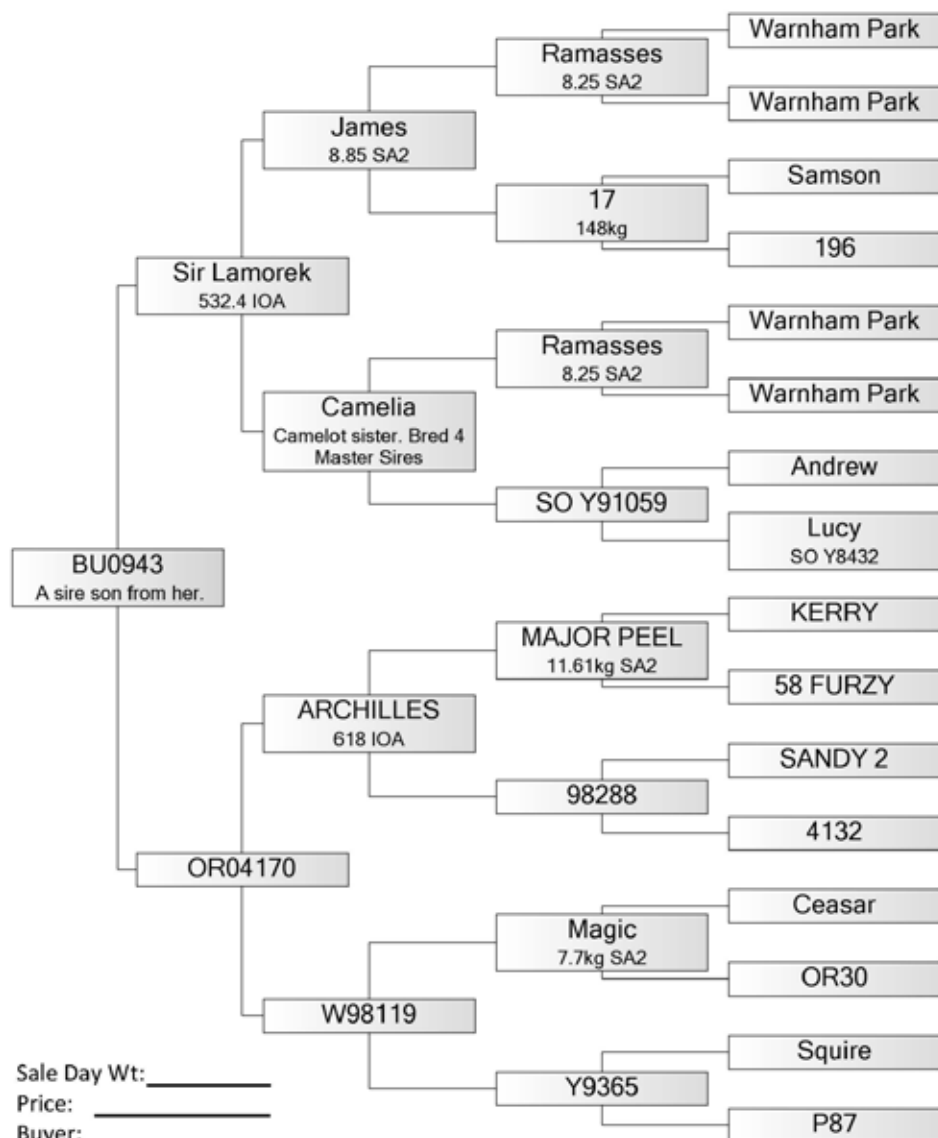 Warnham Park
Ramasses
8.25 SA2
Warnham Park
James
8.85 SA2
Samson
17
148kg
196
Sir Lamorek
532.4 IOA
Warnham Park
Ramasses
8.25 SA2
Warnham Park
Camelia
Camelot sister. Bred 4
Master Sires
Andrew
SO Y91059
Lucy
SO Y8432
BU0943
A sire son from her.
KERRY
MAJOR PEEL
11.61kg SA2
58 FURZY
ARCHILLES
618 IOA
SANDY 2
98288
4132
OR04170
Ceasar
Magic
7.7kg SA2
OR30
W98119
Squire
Y9365
P87
Sale Day Wt:
Price:
Buyer: